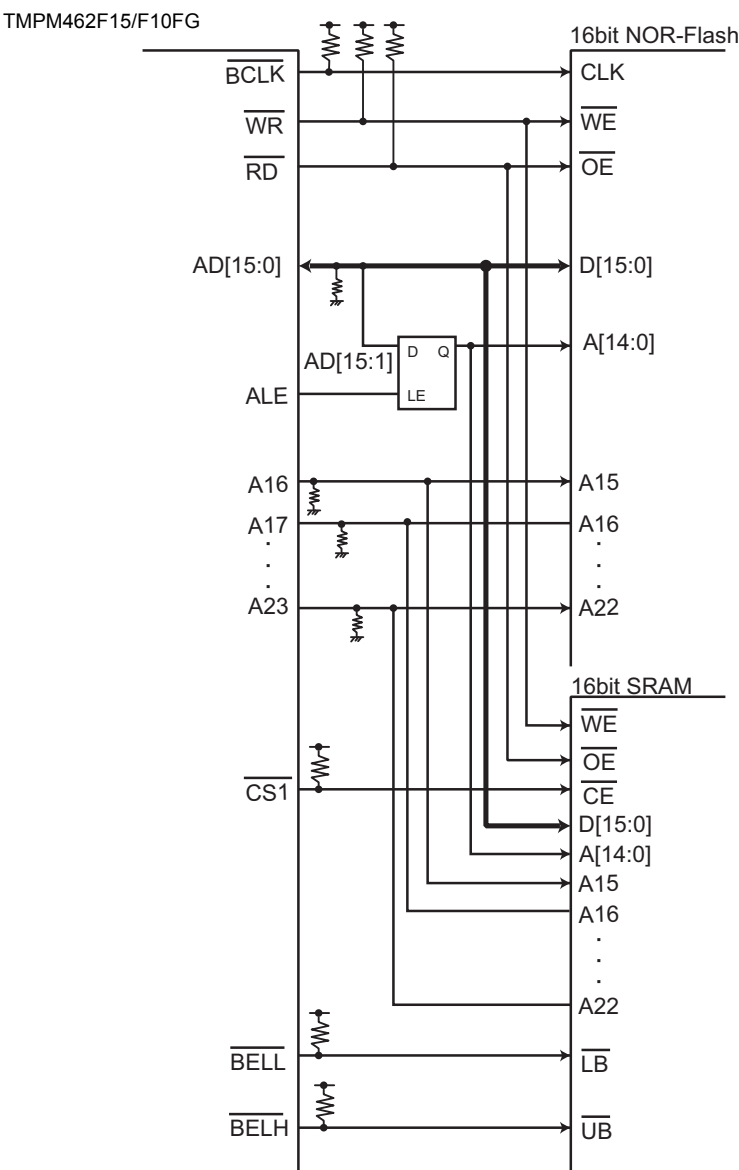 TMPM462F15/F10FG
16bit NOR-Flash
BCLK
CLK
WR
WE
RD
OE
AD[15:0]
D[15:0]
AD[15:1]
D Q
LE
A[14:0]
ALE
A16
A15
A17
A16
.
.
.
.
.
.
A23
A22
16bit SRAM
WE
OE
CS1
CE
D[15:0]
A[14:0]
A15
A16
.
.
.
A22
BELL
LB
BELH
UB